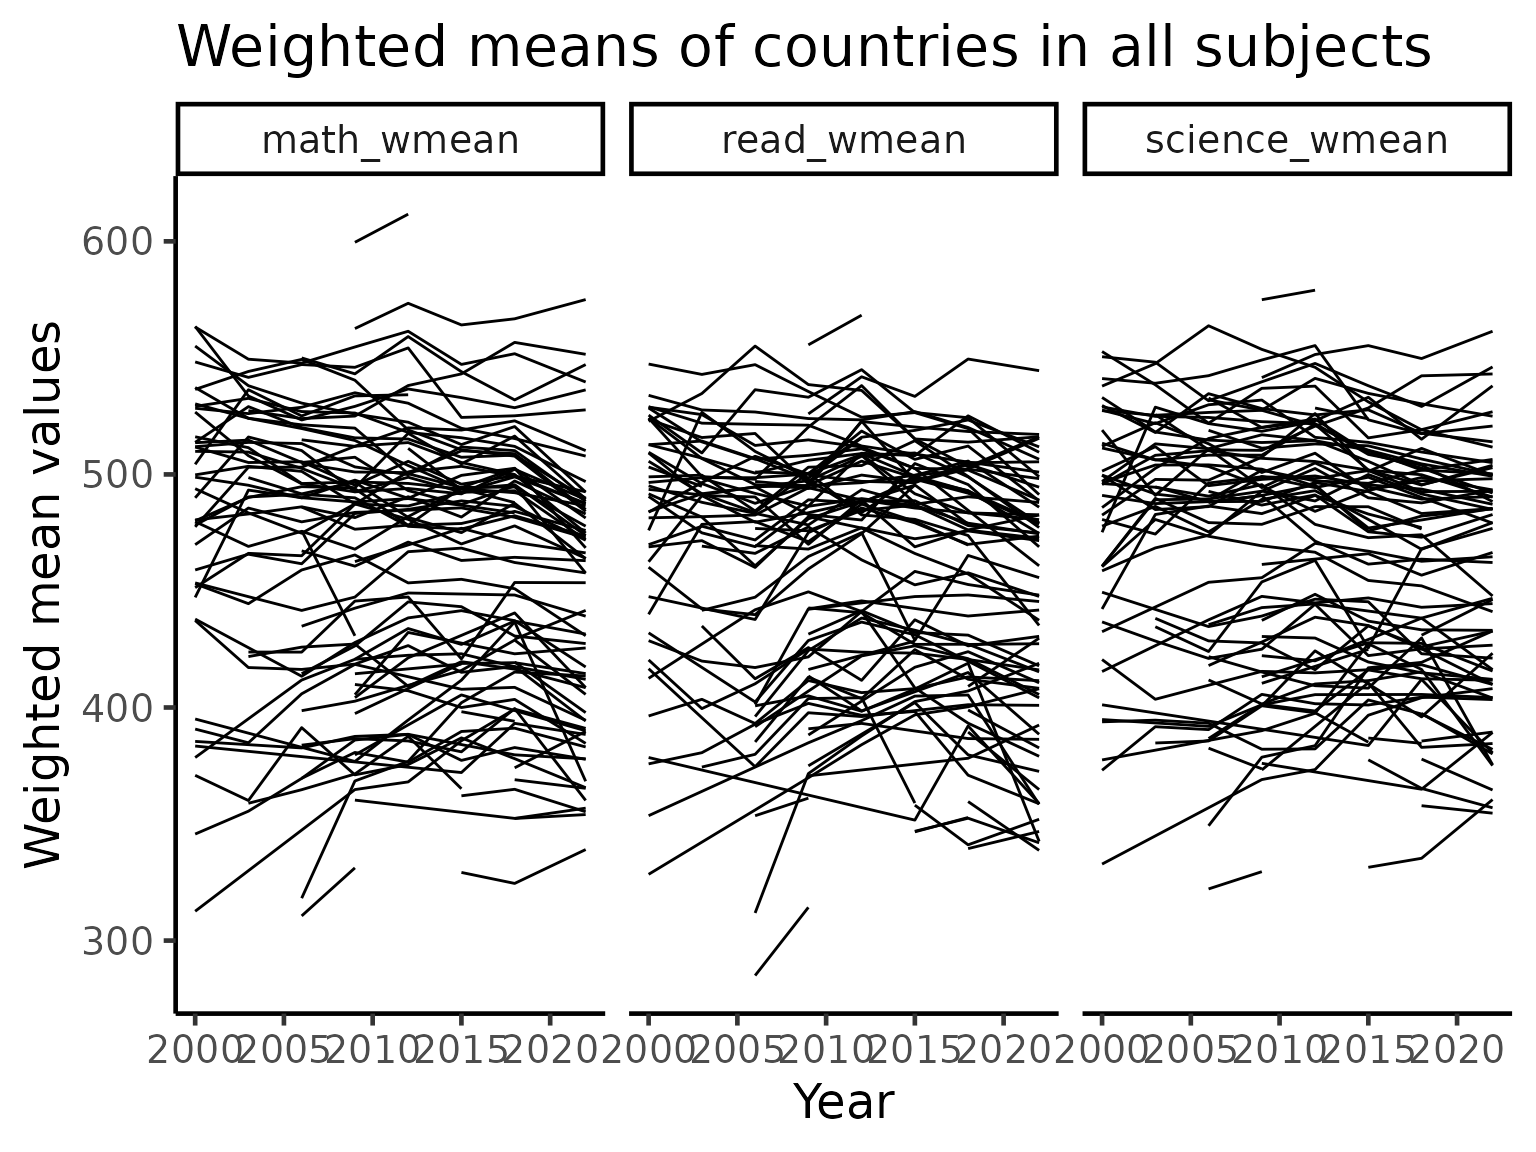 Weighted means of countries in all subjects
math_wmean read_wmean science_wmean
600
500
400
300
Weighted mean values
2000 2005 2010 2015 2020 2000 2005 2010 2015 2020 2000 2005 2010 2015 2020
Year